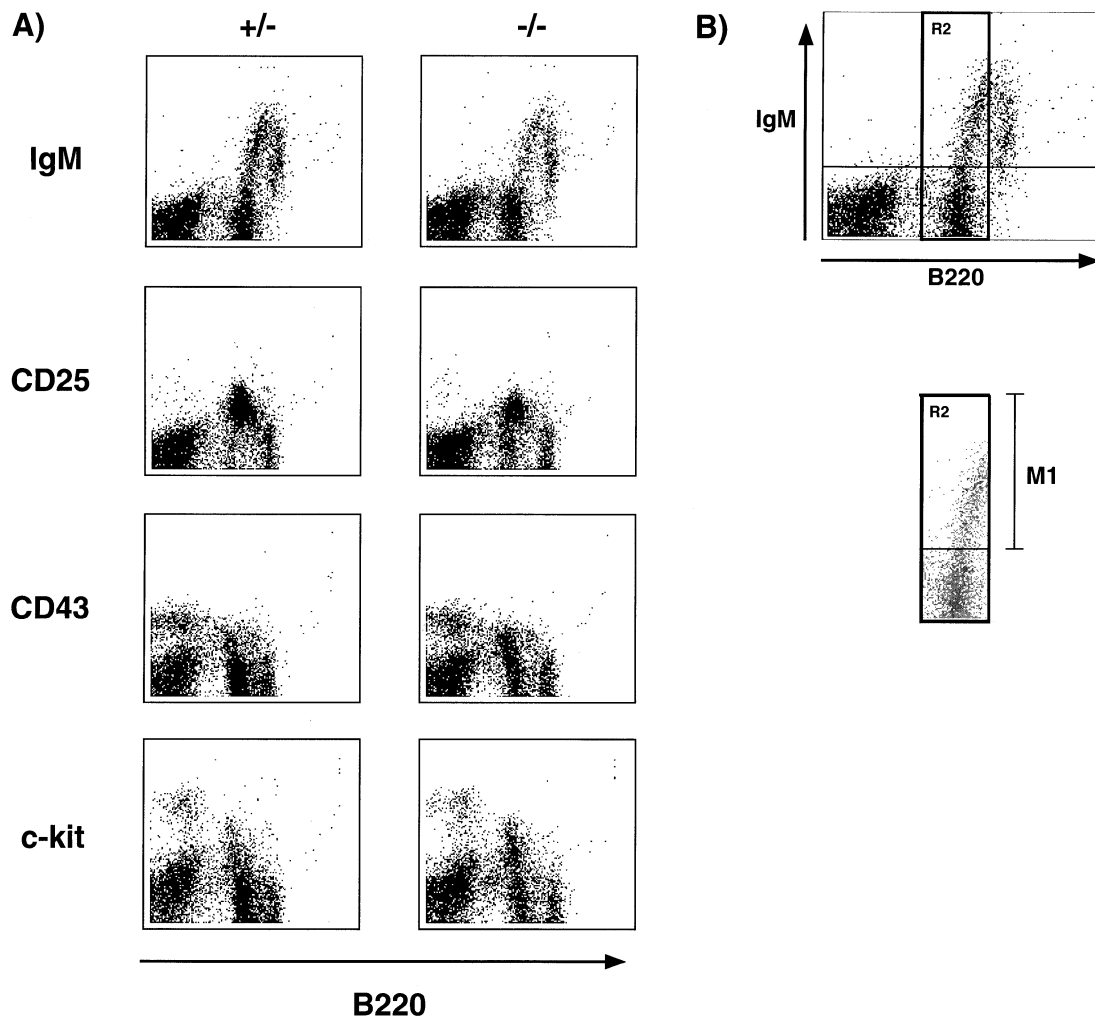 A)
+/-
-/-
IgM
CD25
CD43
c-kit
B220
B)
R2
IgM
B220
R2
M1